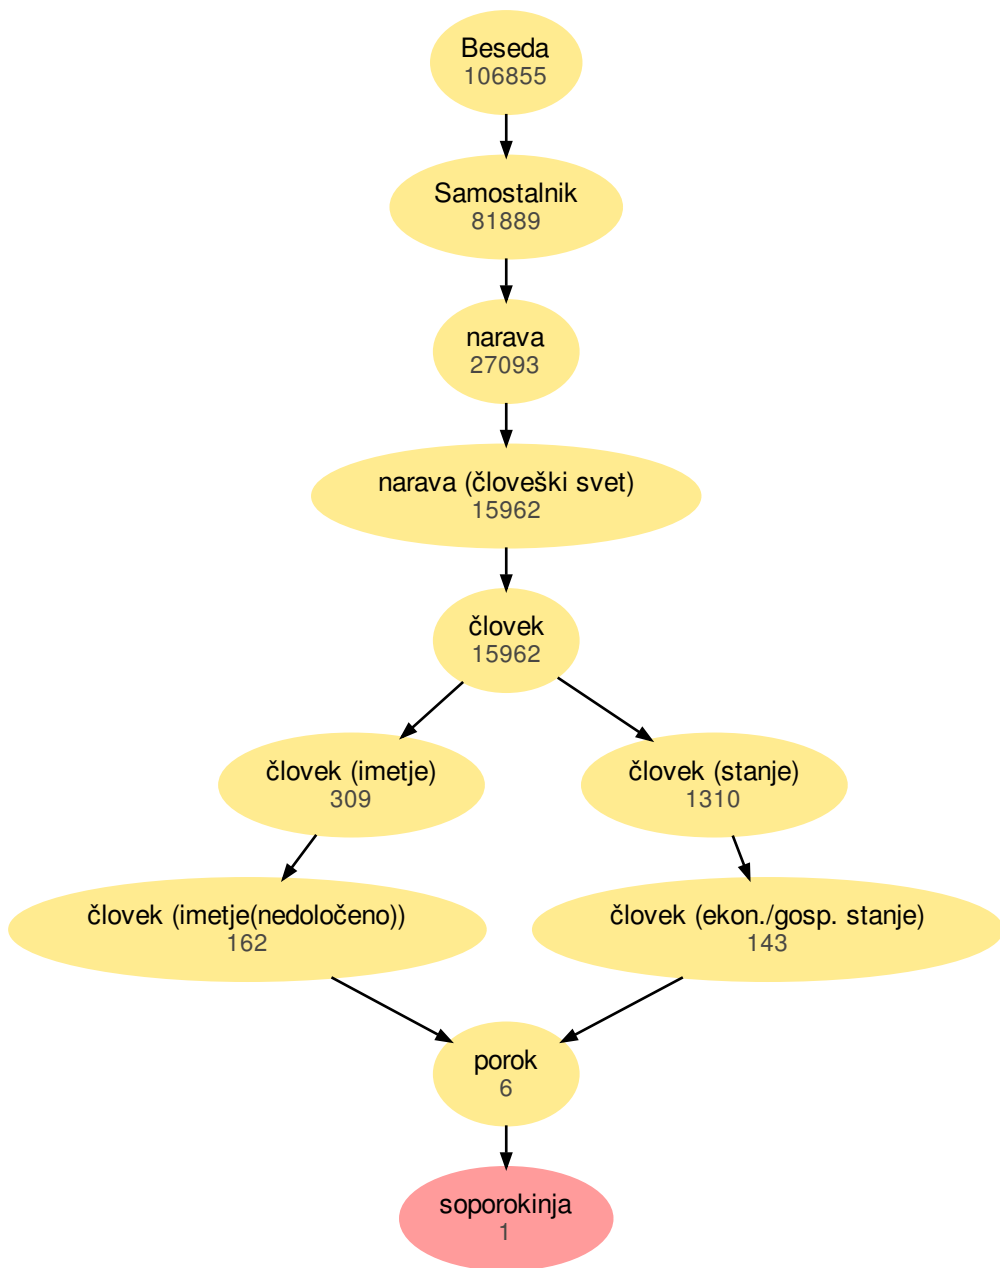 Beseda
106855
Samostalnik
81889
narava
27093
narava (človeški svet)
15962
človek
15962
človek (imetje)
309
človek (stanje)
1310
človek (imetje(nedoločeno))
162
človek (ekon./gosp. stanje)
143
porok
6
soporokinja
1